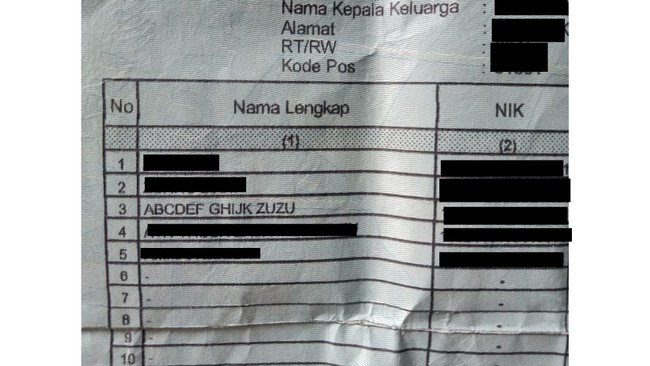 Nama Kepala Keluarga :
Alamat :
RT/RW :
Kode Pos :
No Nama Lengkap NIK
(1) (2)
1
2
3 ABCDEF GHIJK ZUZU
4
5
6 - -
7 - -
8 - -
9 - -
10 - -